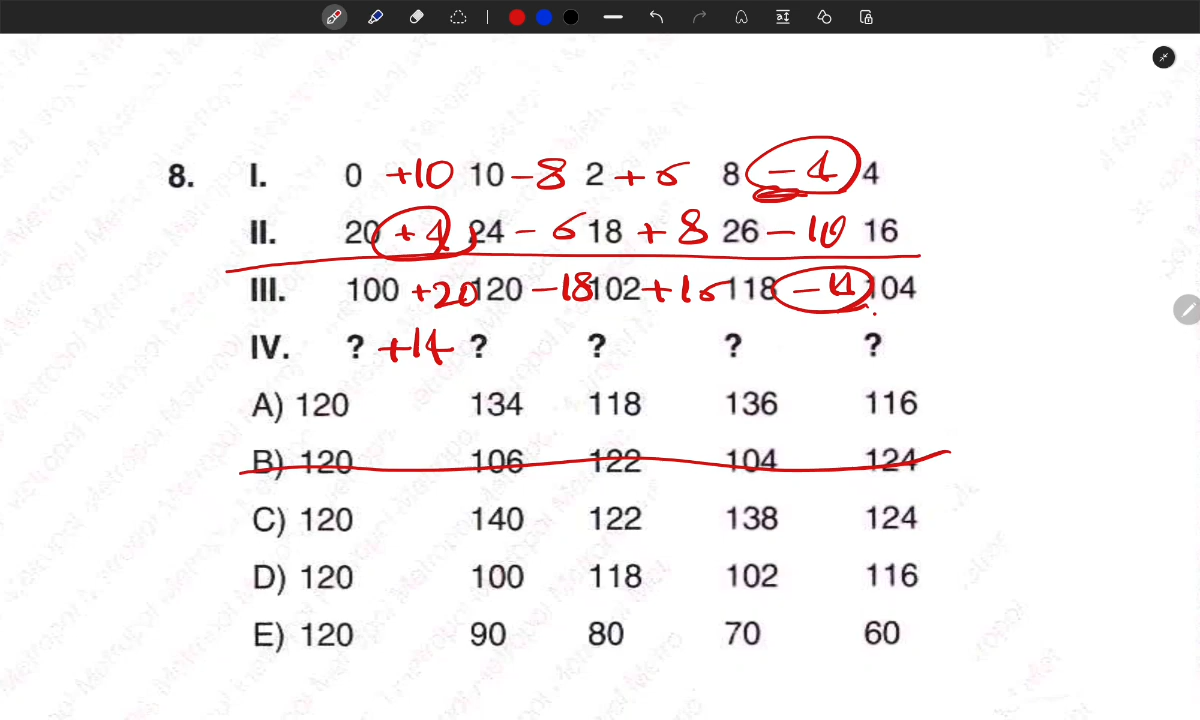 8. I. 0 +10 10 -8 2 +6 8 -4 4
II. 20 +4 24 -6 18 +8 26 -10 16
III. 100 +20 120 -18 102 +16 118 -14 104
IV. ? +14 ? ? ? ?
A) 120 134 118 136 116
B) 120 106 122 104 124
C) 120 140 122 138 124
D) 120 100 118 102 116
E) 120 90 80 70 60